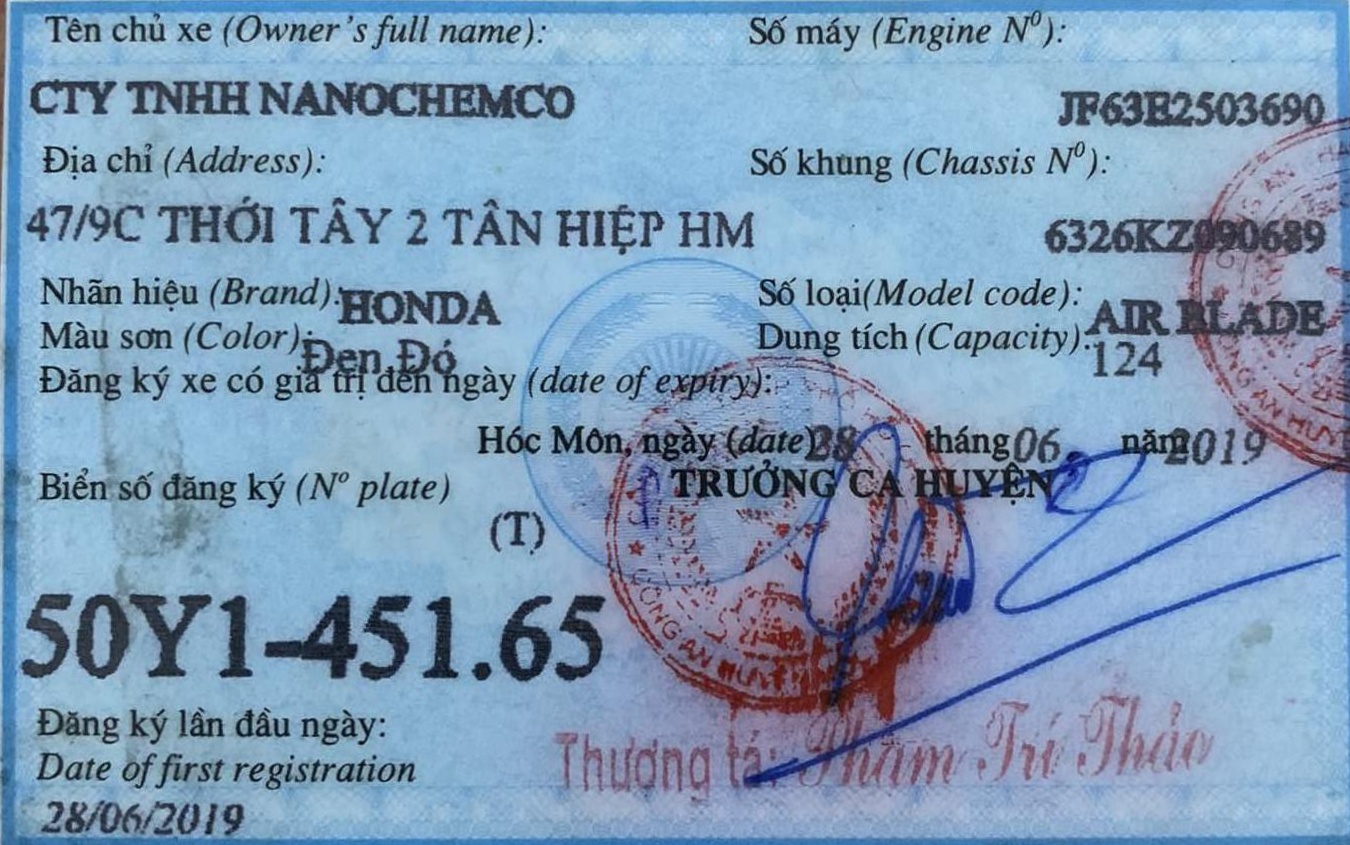 Tên chủ xe (Owner's full name):
Số máy (Engine Nº):
CTY TNHH NANOCHEMCO
JF63E2503690
Địa chỉ (Address):
Số khung (Chassis Nº):
47/9C THỚI TÂY 2 TÂN HIỆP HM
6326KZ090689
Nhãn hiệu (Brand): HONDA
Số loại(Model code): AIR BLADE
Màu sơn (Color): Đen Đỏ
Dung tích (Capacity): 124
Đăng ký xe có giá trị đến ngày (date of expiry):
Hóc Môn, ngày (date) 28 tháng 06 năm 2019
Biển số đăng ký (Nº plate)
TRƯỞNG CA HUYỆN
(T)
50Y1-451.65
Đăng ký lần đầu ngày:
Thượng tá: Phạm Trí Thảo
Date of first registration
28/06/2019